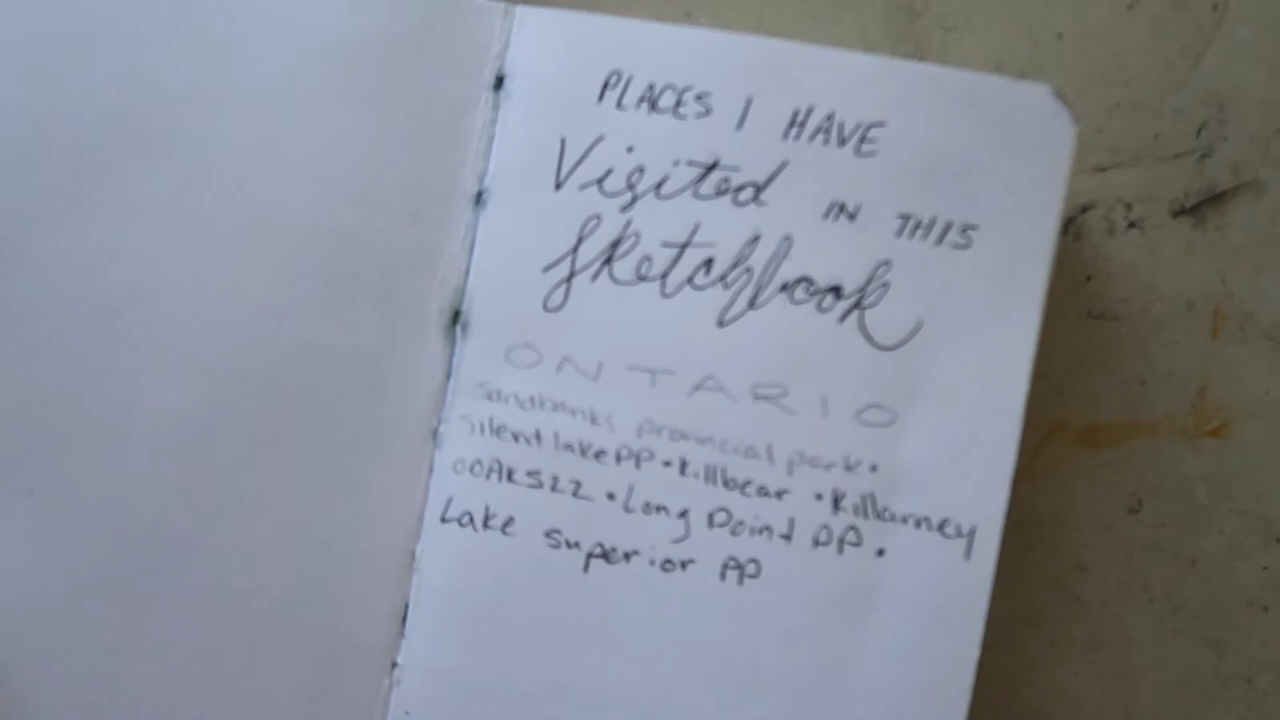 PLACES I HAVE
Visited IN THIS
Sketchbook
ONTARIO
Sandbanks provincial park •
Silent lake PP • Killbear • Killarney
OOAKS22 • Long Point PP •
Lake Superior PP